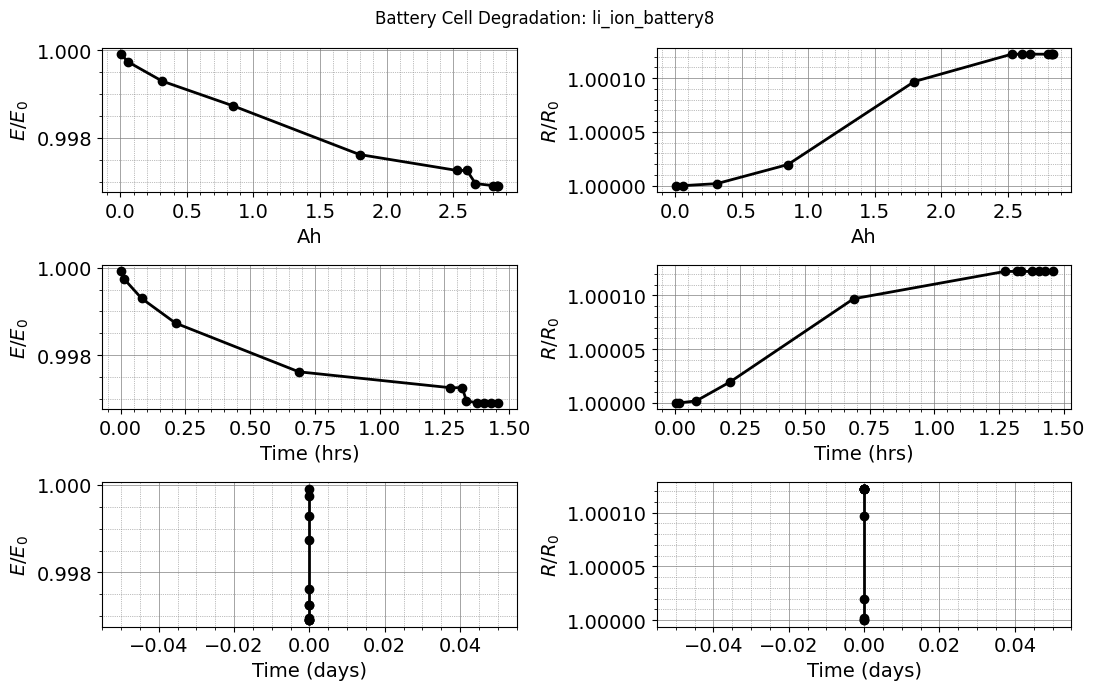 Battery Cell Degradation: li_ion_battery8
1.000
0.998
E/E₀
0.0 0.5 1.0 1.5 2.0 2.5
Ah
1.00010
1.00005
1.00000
R/R₀
0.0 0.5 1.0 1.5 2.0 2.5
Ah
1.000
0.998
E/E₀
0.00 0.25 0.50 0.75 1.00 1.25 1.50
Time (hrs)
1.00010
1.00005
1.00000
R/R₀
0.00 0.25 0.50 0.75 1.00 1.25 1.50
Time (hrs)
1.000
0.998
E/E₀
−0.04 −0.02 0.00 0.02 0.04
Time (days)
1.00010
1.00005
1.00000
R/R₀
−0.04 −0.02 0.00 0.02 0.04
Time (days)